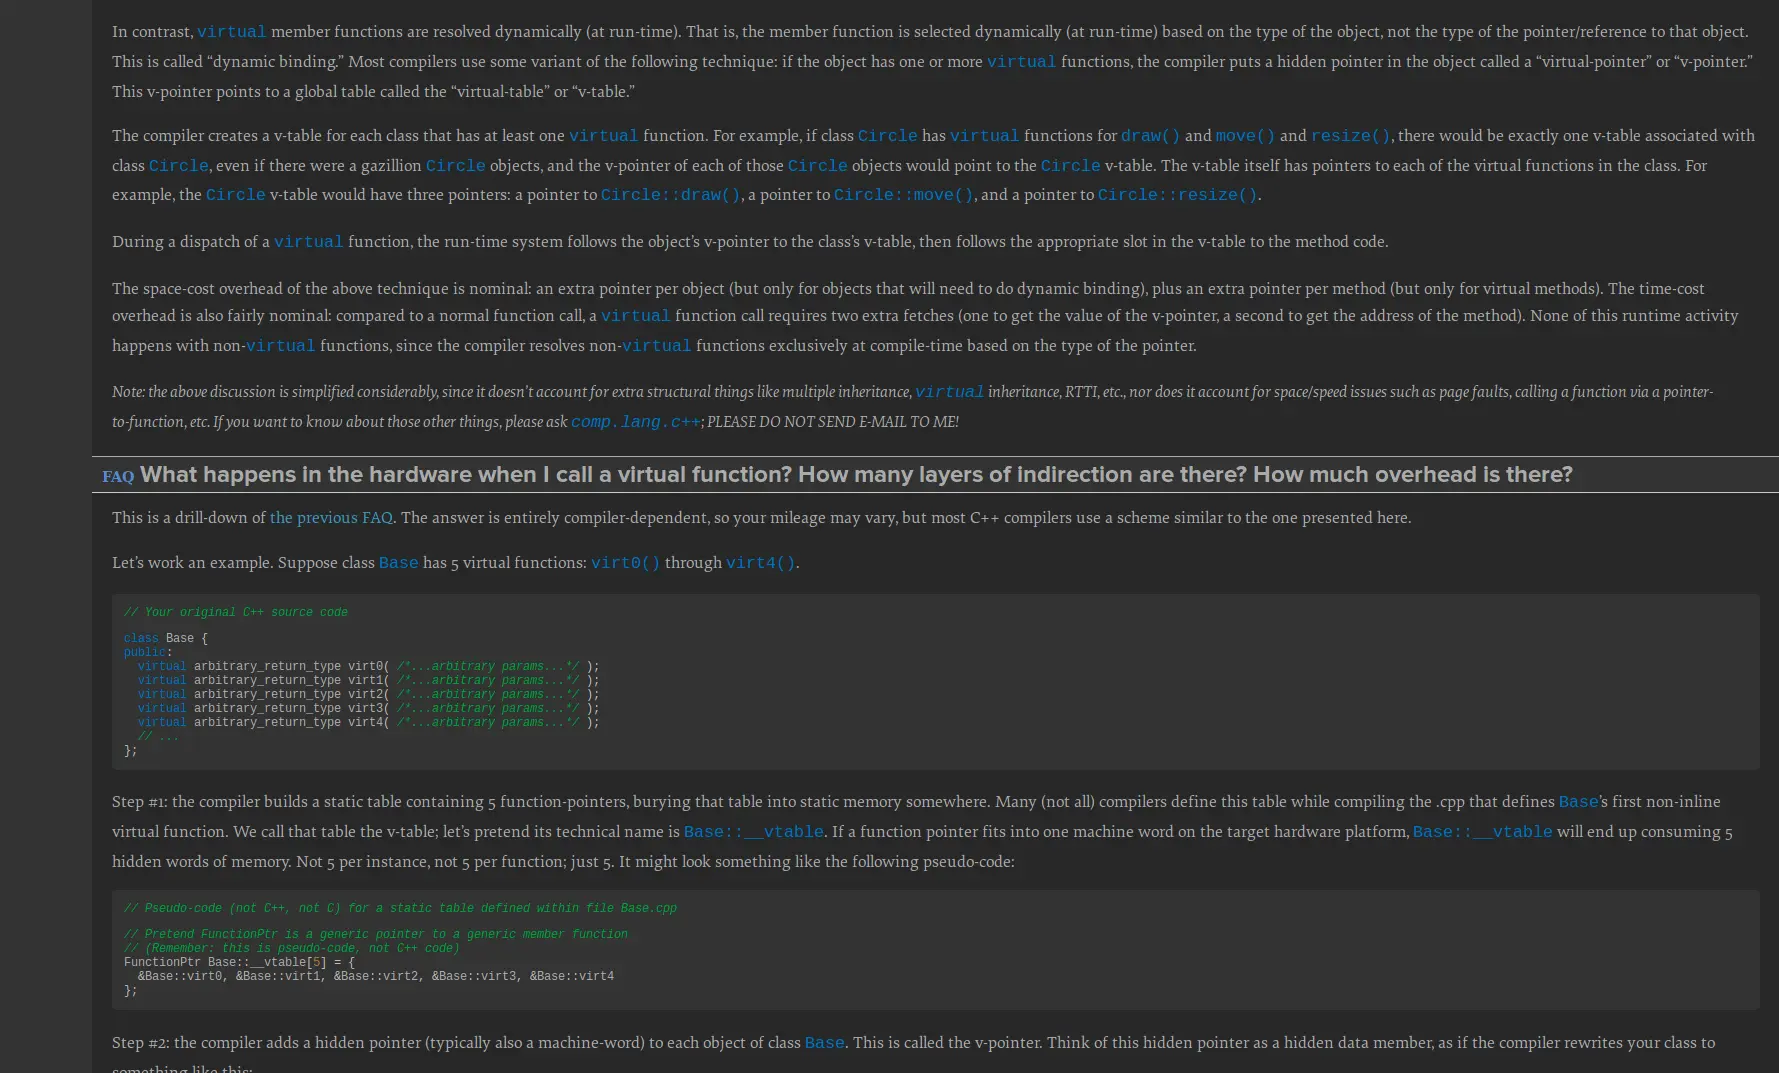 In contrast, virtual member functions are resolved dynamically (at run-time). That is, the member function is selected dynamically (at run-time) based on the type of the object, not the type of the pointer/reference to that object.
This is called “dynamic binding.” Most compilers use some variant of the following technique: if the object has one or more virtual functions, the compiler puts a hidden pointer in the object called a “virtual-pointer” or “v-pointer.”
This v-pointer points to a global table called the “virtual-table” or “v-table.”
The compiler creates a v-table for each class that has at least one virtual function. For example, if class Circle has virtual functions for draw() and move() and resize(), there would be exactly one v-table associated with
class Circle, even if there were a gazillion Circle objects, and the v-pointer of each of those Circle objects would point to the Circle v-table. The v-table itself has pointers to each of the virtual functions in the class. For
example, the Circle v-table would have three pointers: a pointer to Circle::draw(), a pointer to Circle::move(), and a pointer to Circle::resize().
During a dispatch of a virtual function, the run-time system follows the object’s v-pointer to the class’s v-table, then follows the appropriate slot in the v-table to the method code.
The space-cost overhead of the above technique is nominal: an extra pointer per object (but only for objects that will need to do dynamic binding), plus an extra pointer per method (but only for virtual methods). The time-cost
overhead is also fairly nominal: compared to a normal function call, a virtual function call requires two extra fetches (one to get the value of the v-pointer, a second to get the address of the method). None of this runtime activity
happens with non-virtual functions, since the compiler resolves non-virtual functions exclusively at compile-time based on the type of the pointer.
Note: the above discussion is simplified considerably, since it doesn’t account for extra structural things like multiple inheritance, virtual inheritance, RTTI, etc., nor does it account for space/speed issues such as page faults, calling a function via a pointer-
to-function, etc. If you want to know about those other things, please ask comp.lang.c++; PLEASE DO NOT SEND E-MAIL TO ME!
FAQ What happens in the hardware when I call a virtual function? How many layers of indirection are there? How much overhead is there?
This is a drill-down of the previous FAQ. The answer is entirely compiler-dependent, so your mileage may vary, but most C++ compilers use a scheme similar to the one presented here.
Let’s work an example. Suppose class Base has 5 virtual functions: virt0() through virt4().
// Your original C++ source code
class Base {
public:
virtual arbitrary_return_type virt0( /*...arbitrary params...*/ );
virtual arbitrary_return_type virt1( /*...arbitrary params...*/ );
virtual arbitrary_return_type virt2( /*...arbitrary params...*/ );
virtual arbitrary_return_type virt3( /*...arbitrary params...*/ );
virtual arbitrary_return_type virt4( /*...arbitrary params...*/ );
// ...
};
Step #1: the compiler builds a static table containing 5 function-pointers, burying that table into static memory somewhere. Many (not all) compilers define this table while compiling the .cpp that defines Base’s first non-inline
virtual function. We call that table the v-table; let’s pretend its technical name is Base::__vtable. If a function pointer fits into one machine word on the target hardware platform, Base::__vtable will end up consuming 5
hidden words of memory. Not 5 per instance, not 5 per function; just 5. It might look something like the following pseudo-code:
// Pseudo-code (not C++, not C) for a static table defined within file Base.cpp
// Pretend FunctionPtr is a generic pointer to a generic member function
// (Remember: this is pseudo-code, not C++ code)
FunctionPtr Base::__vtable[5] = {
&Base::virt0, &Base::virt1, &Base::virt2, &Base::virt3, &Base::virt4
};
Step #2: the compiler adds a hidden pointer (typically also a machine-word) to each object of class Base. This is called the v-pointer. Think of this hidden pointer as a hidden data member, as if the compiler rewrites your class to
something like this: